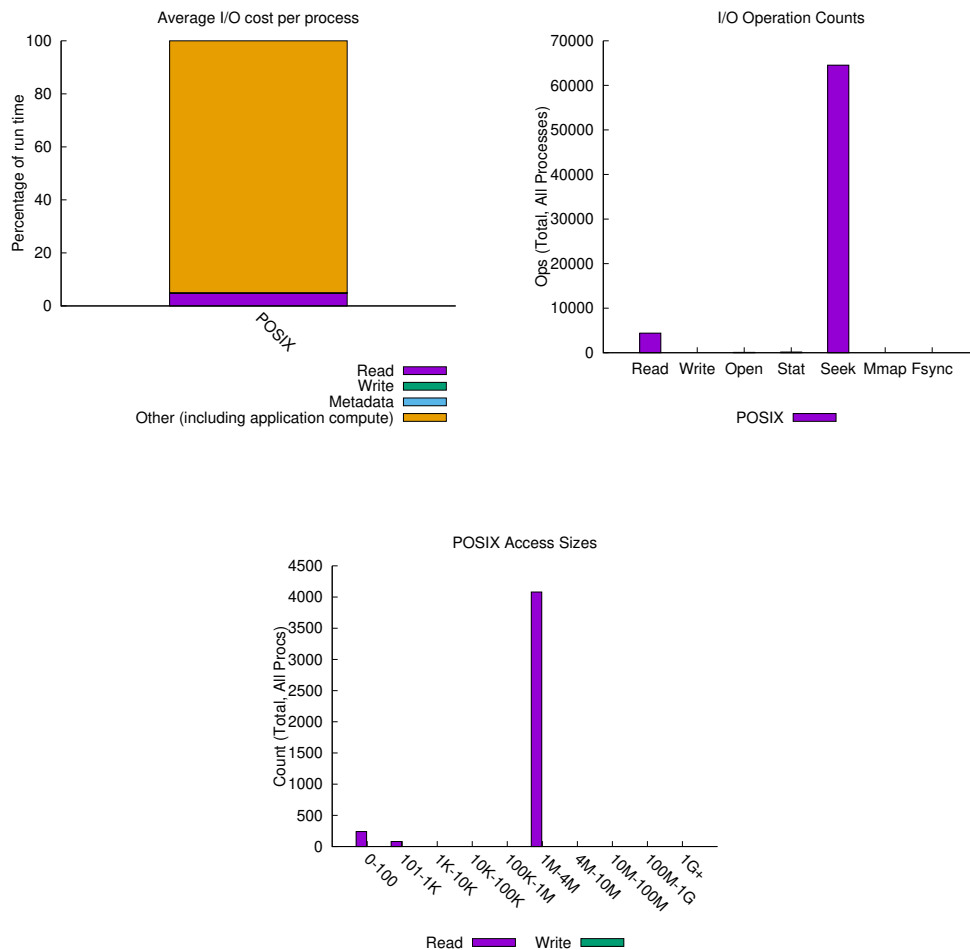 Average I/O cost per process
100
80
60
40
20
0
Percentage of run time
POSIX
Read
Write
Metadata
Other (including application compute)
I/O Operation Counts
70000
60000
50000
40000
30000
20000
10000
0
Ops (Total, All Processes)
Read Write Open Stat Seek Mmap Fsync
POSIX
POSIX Access Sizes
4500
4000
3500
3000
2500
2000
1500
1000
500
0
Count (Total, All Procs)
0-100
101-1K
1K-10K
10K-100K
100K-1M
1M-4M
4M-10M
10M-100M
100M-1G
1G+
Read Write